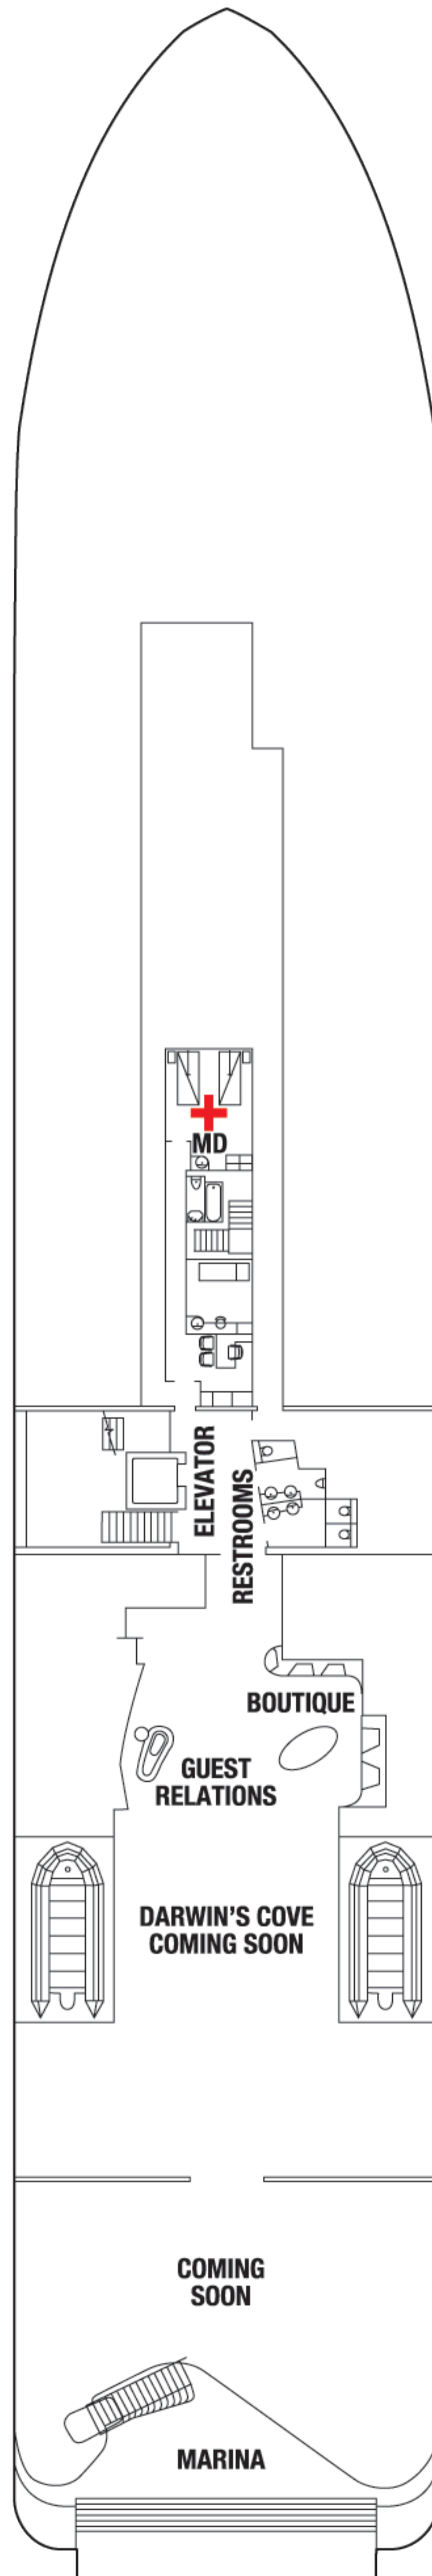 MD
ELEVATOR
RESTROOMS
BOUTIQUE
GUEST
RELATIONS
DARWIN'S COVE
COMING SOON
COMING
SOON
MARINA